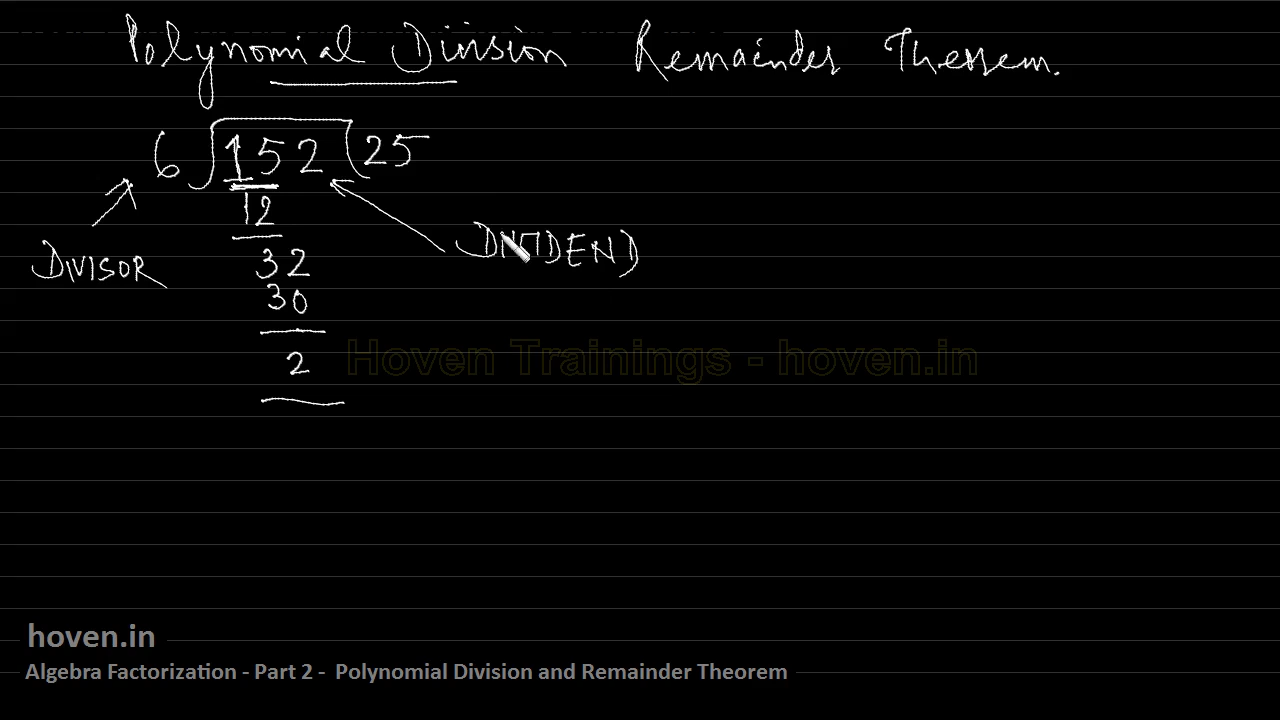 Polynomial Division Remainder Theorem.
6 152 25
12
DIVISOR
DIVIDEND
32
30
2
Hoven Trainings - hoven.in
hoven.in
Algebra Factorization - Part 2 - Polynomial Division and Remainder Theorem